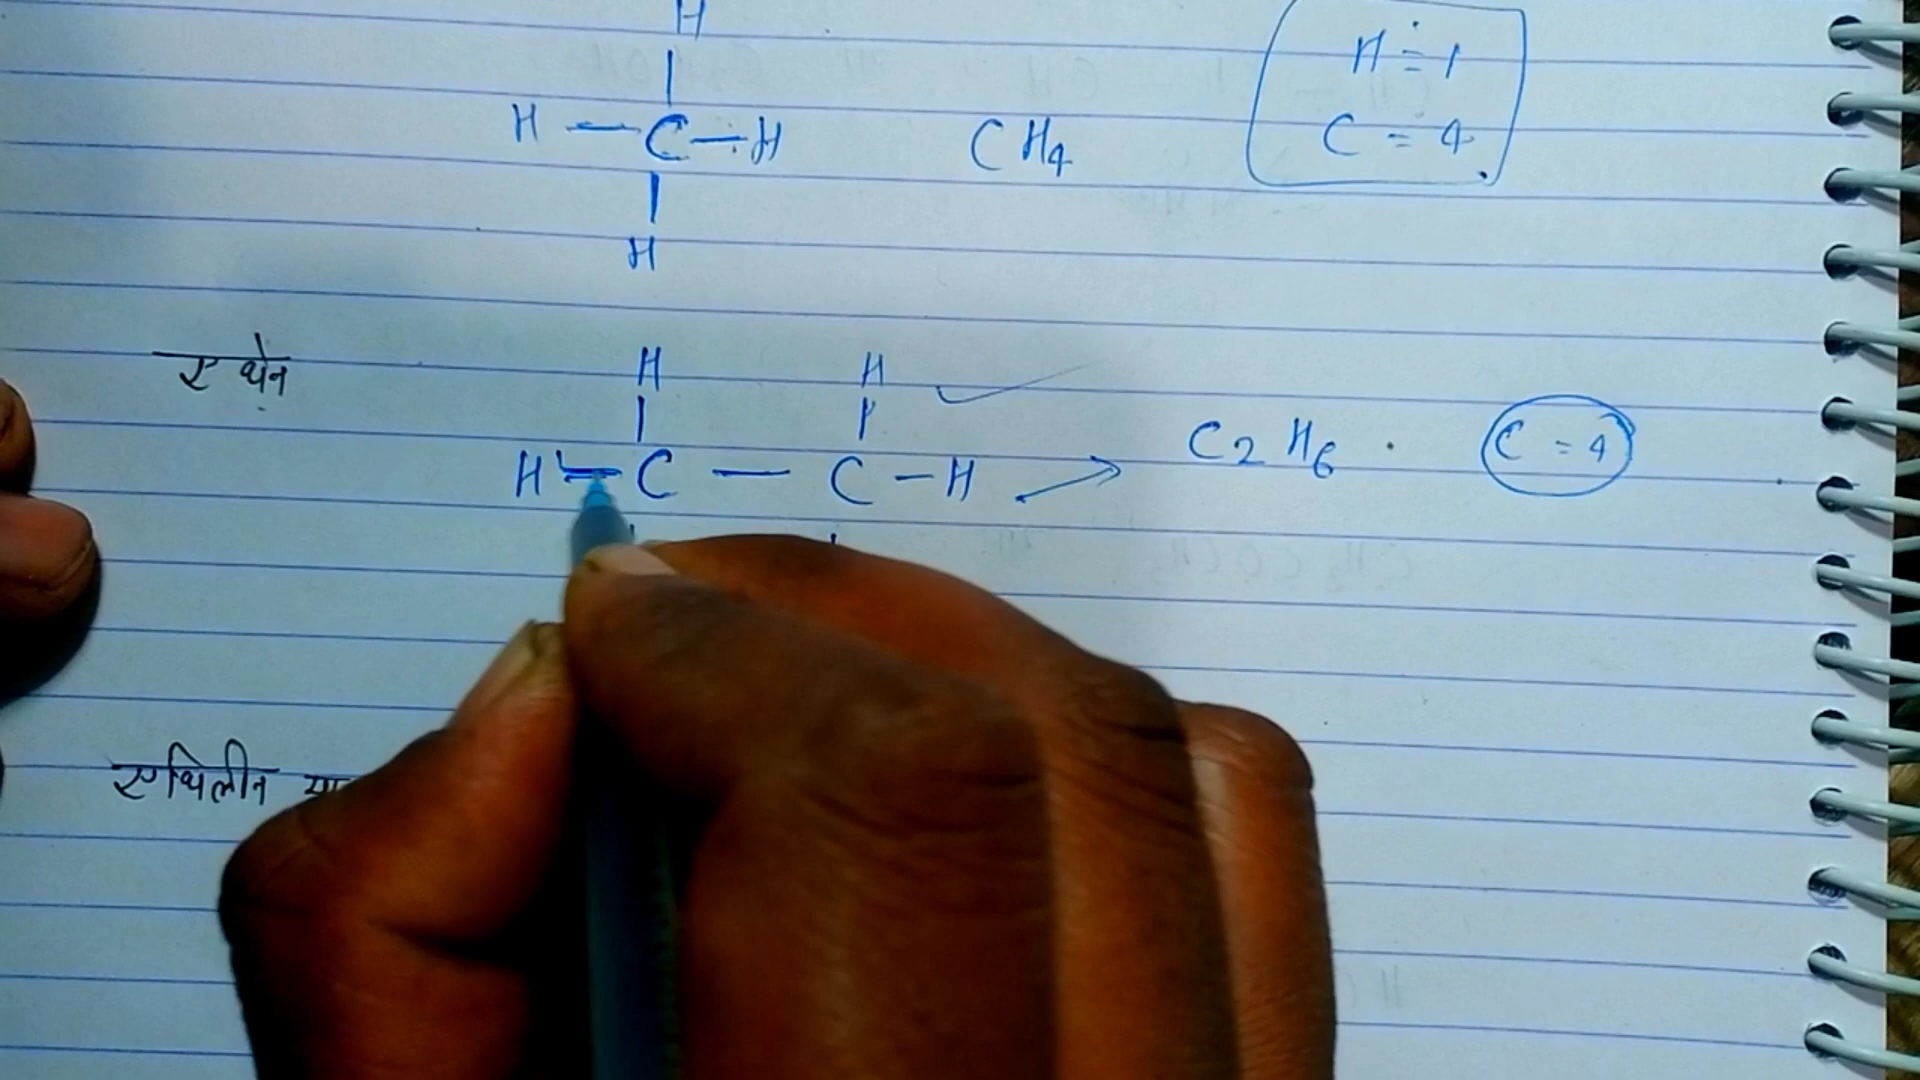 H
|
H — C — H CH4 H = 1
C = 4
|
H
एथेन
H H
| |
H — C — C — H → C2H6 . C = 4
एथिलीन